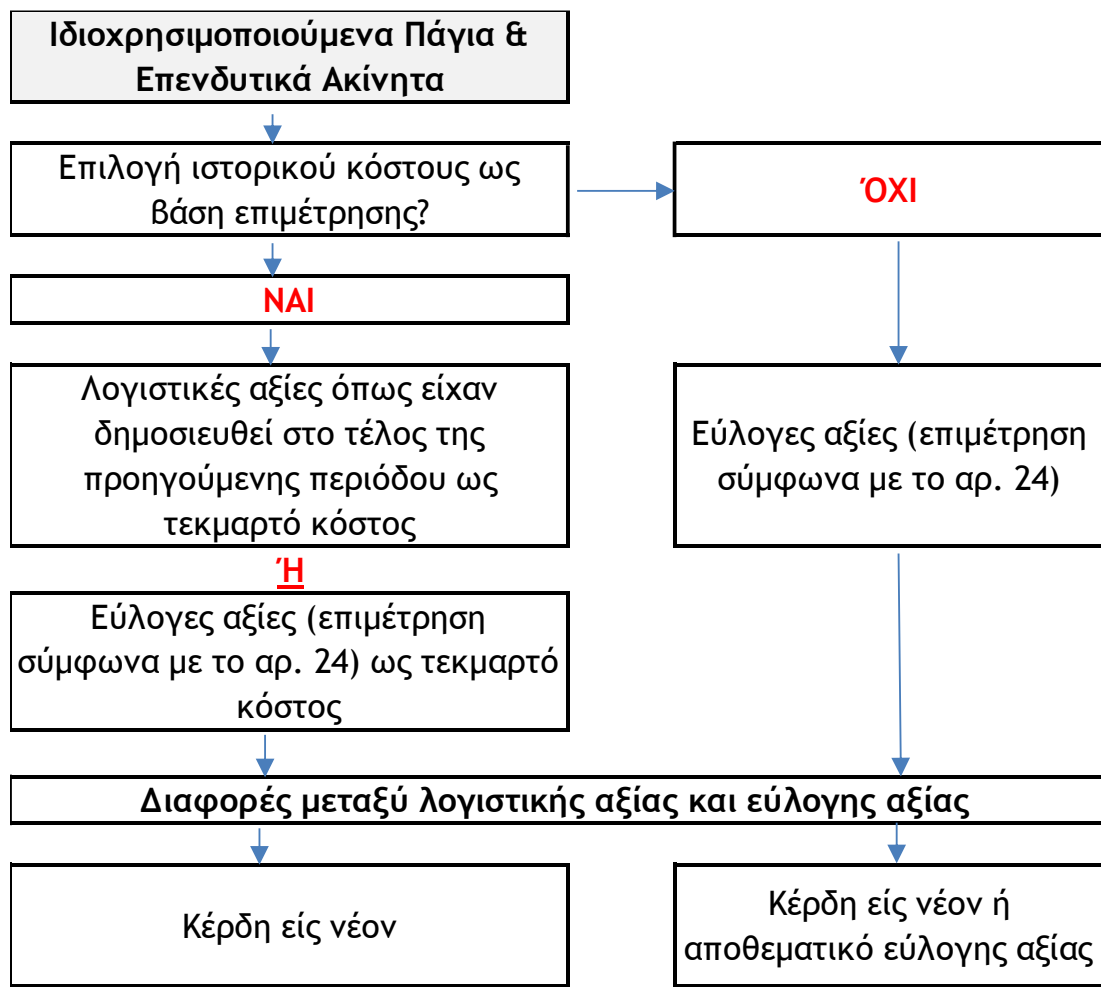 Ιδιοχρησιμοποιούμενα Πάγια &
Επενδυτικά Ακίνητα
Επιλογή ιστορικού κόστους ως
βάση επιμέτρησης?
ΌΧΙ
ΝΑΙ
Λογιστικές αξίες όπως είχαν
δημοσιευθεί στο τέλος της
προηγούμενης περιόδου ως
τεκμαρτό κόστος
Εύλογες αξίες (επιμέτρηση
σύμφωνα με το αρ. 24)
Ή
Εύλογες αξίες (επιμέτρηση
σύμφωνα με το αρ. 24) ως τεκμαρτό
κόστος
Διαφορές μεταξύ λογιστικής αξίας και εύλογης αξίας
Κέρδη είς νέον
Κέρδη είς νέον ή
αποθεματικό εύλογης αξίας